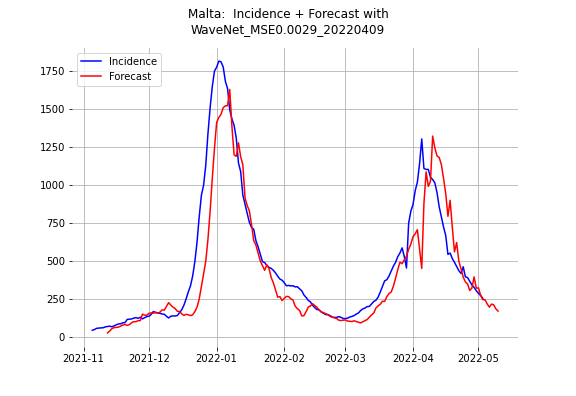 Malta:  Incidence + Forecast with
WaveNet_MSE0.0029_20220409
Incidence
Forecast
1750
1500
1250
1000
750
500
250
0
2021-11 2021-12 2022-01 2022-02 2022-03 2022-04 2022-05